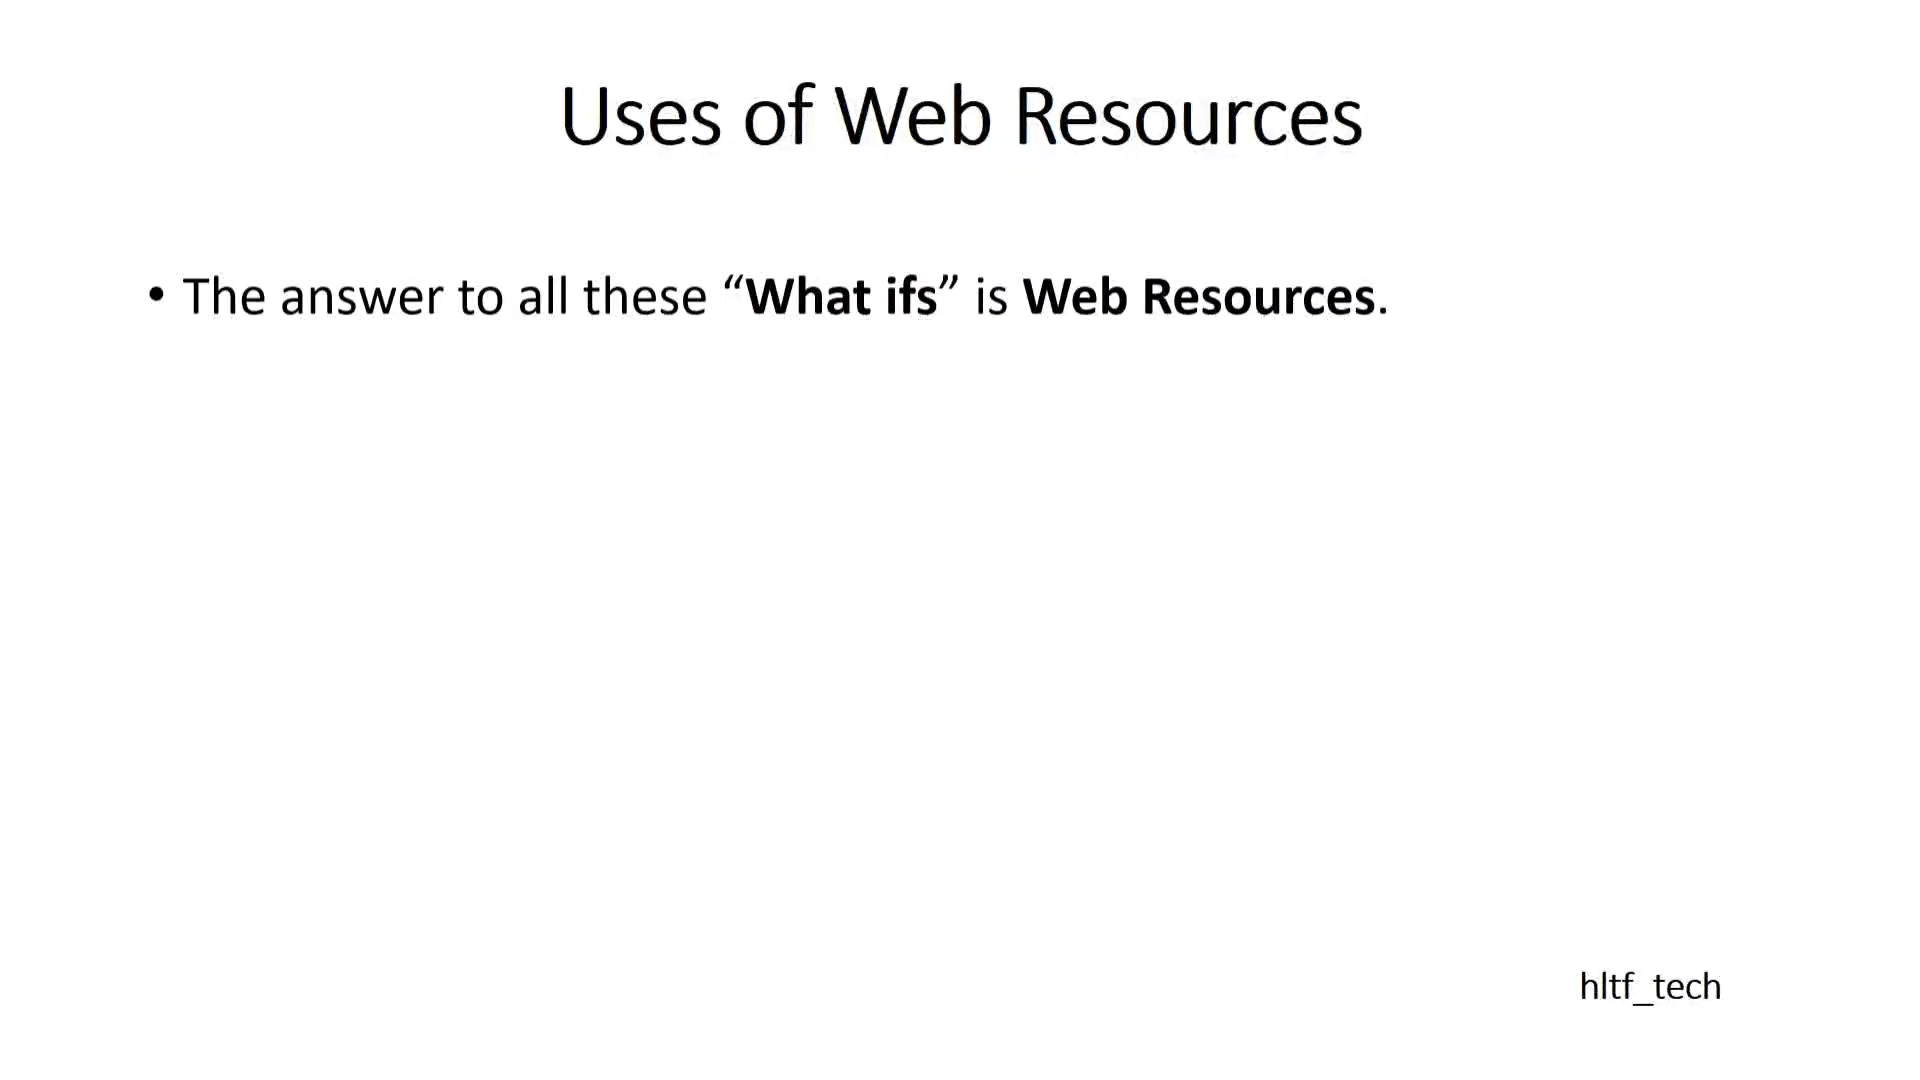 Uses of Web Resources
• The answer to all these “What ifs” is Web Resources.
hltf_tech